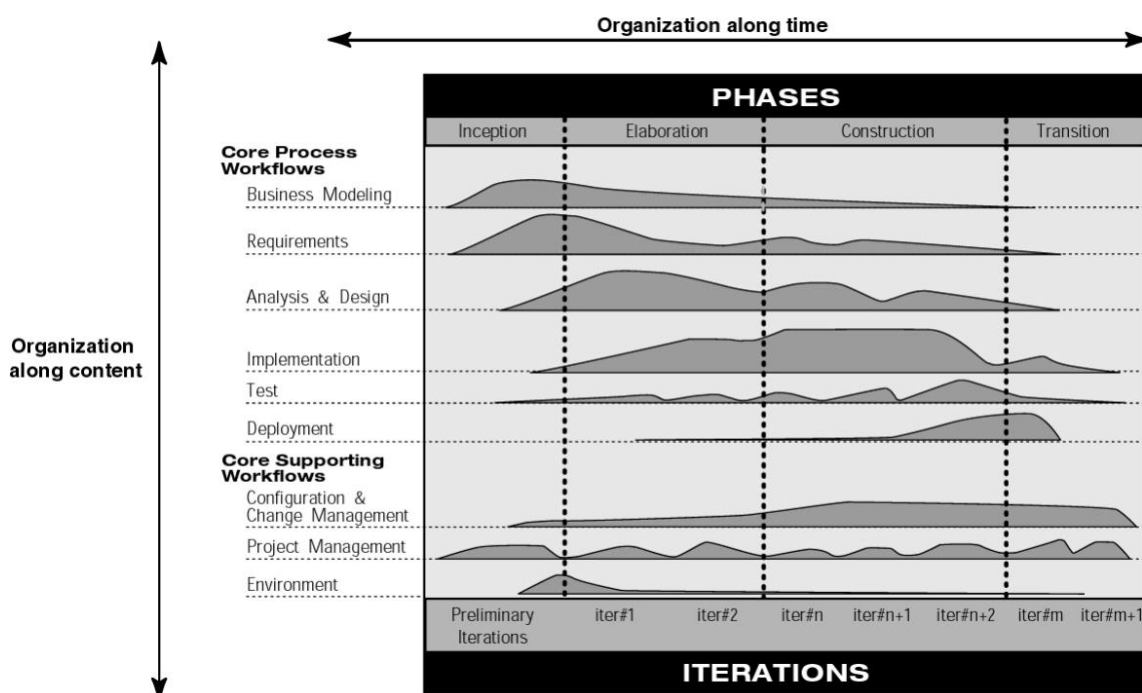 Organization along time
PHASES
Inception Elaboration Construction Transition
Core Process
Workflows
Business Modeling
Requirements
Analysis & Design
Organization
along content
Implementation
Test
Deployment
Core Supporting
Workflows
Configuration &
Change Management
Project Management
Environment
Preliminary
Iterations
iter#1 iter#2 iter#n iter#n+1 iter#n+2 iter#m iter#m+1
ITERATIONS